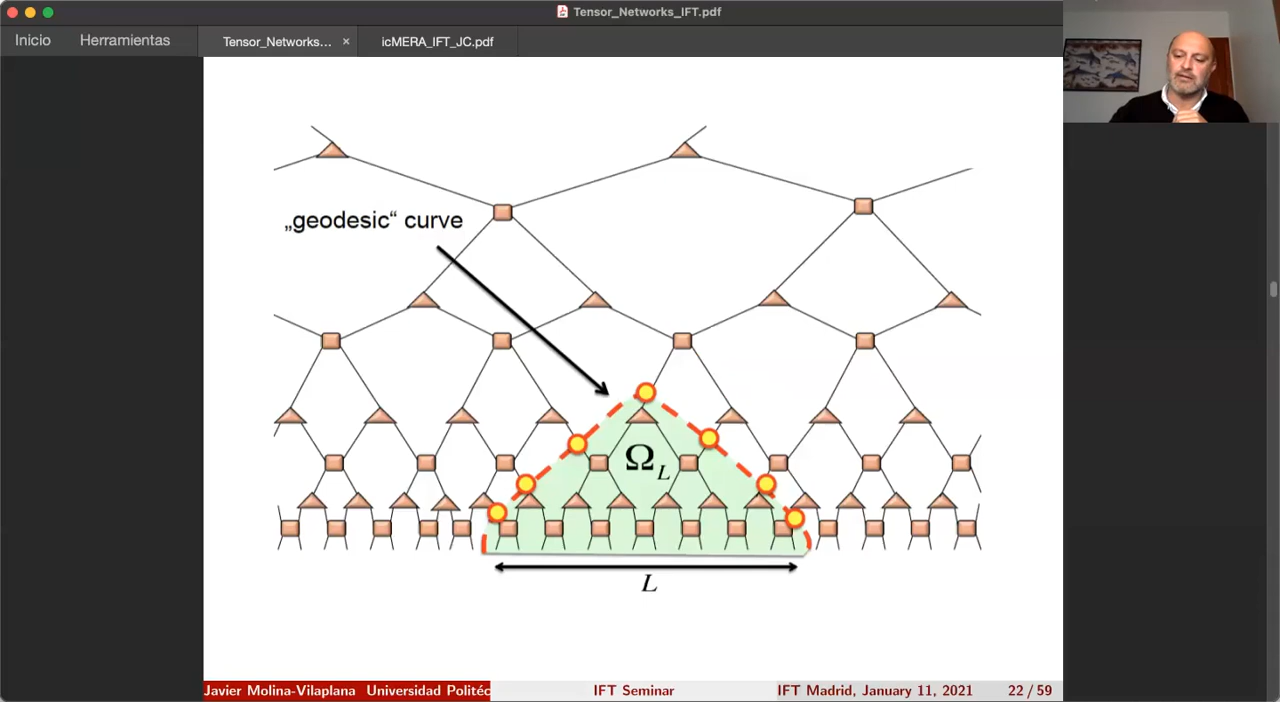 Tensor_Networks_IFT.pdf
Inicio
Herramientas
Tensor_Networks... ×
icMERA_IFT_JC.pdf
„geodesic“ curve
Ω_L
L
Javier Molina-Vilaplana Universidad Politéc
IFT Seminar
IFT Madrid, January 11, 2021
22 / 59